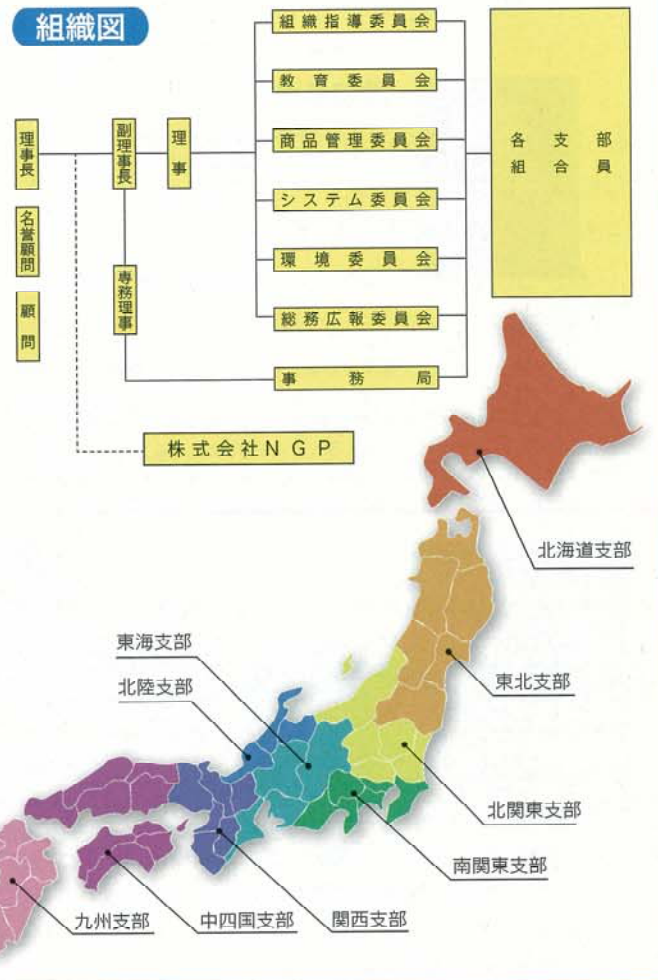 組織図
理事長
名誉顧問
顧問
副理事長
専務理事
理事
組織指導委員会
教育委員会
商品管理委員会
システム委員会
環境委員会
総務広報委員会
事務局
各支部
組合員
株式会社NGP
北海道支部
東海支部
北陸支部
東北支部
北関東支部
南関東支部
九州支部
中四国支部
関西支部